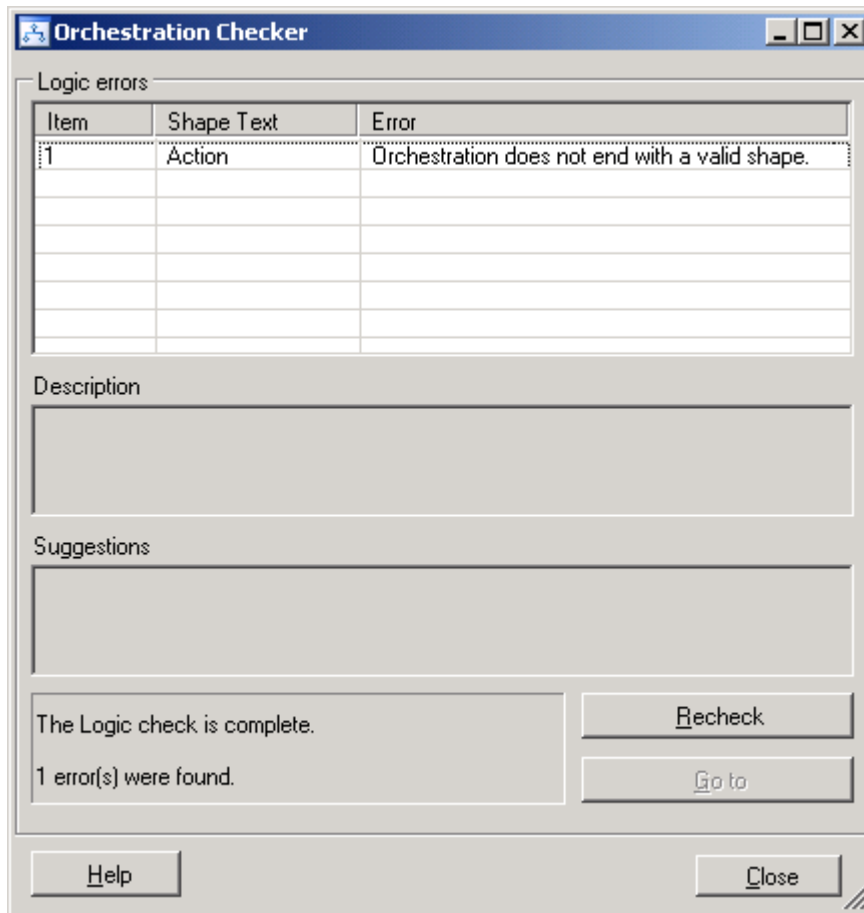 Orchestration Checker
Logic errors
Item Shape Text Error
1 Action Orchestration does not end with a valid shape.
Description
Suggestions
The Logic check is complete.
Recheck
1 error(s) were found.
Go to
Help Close